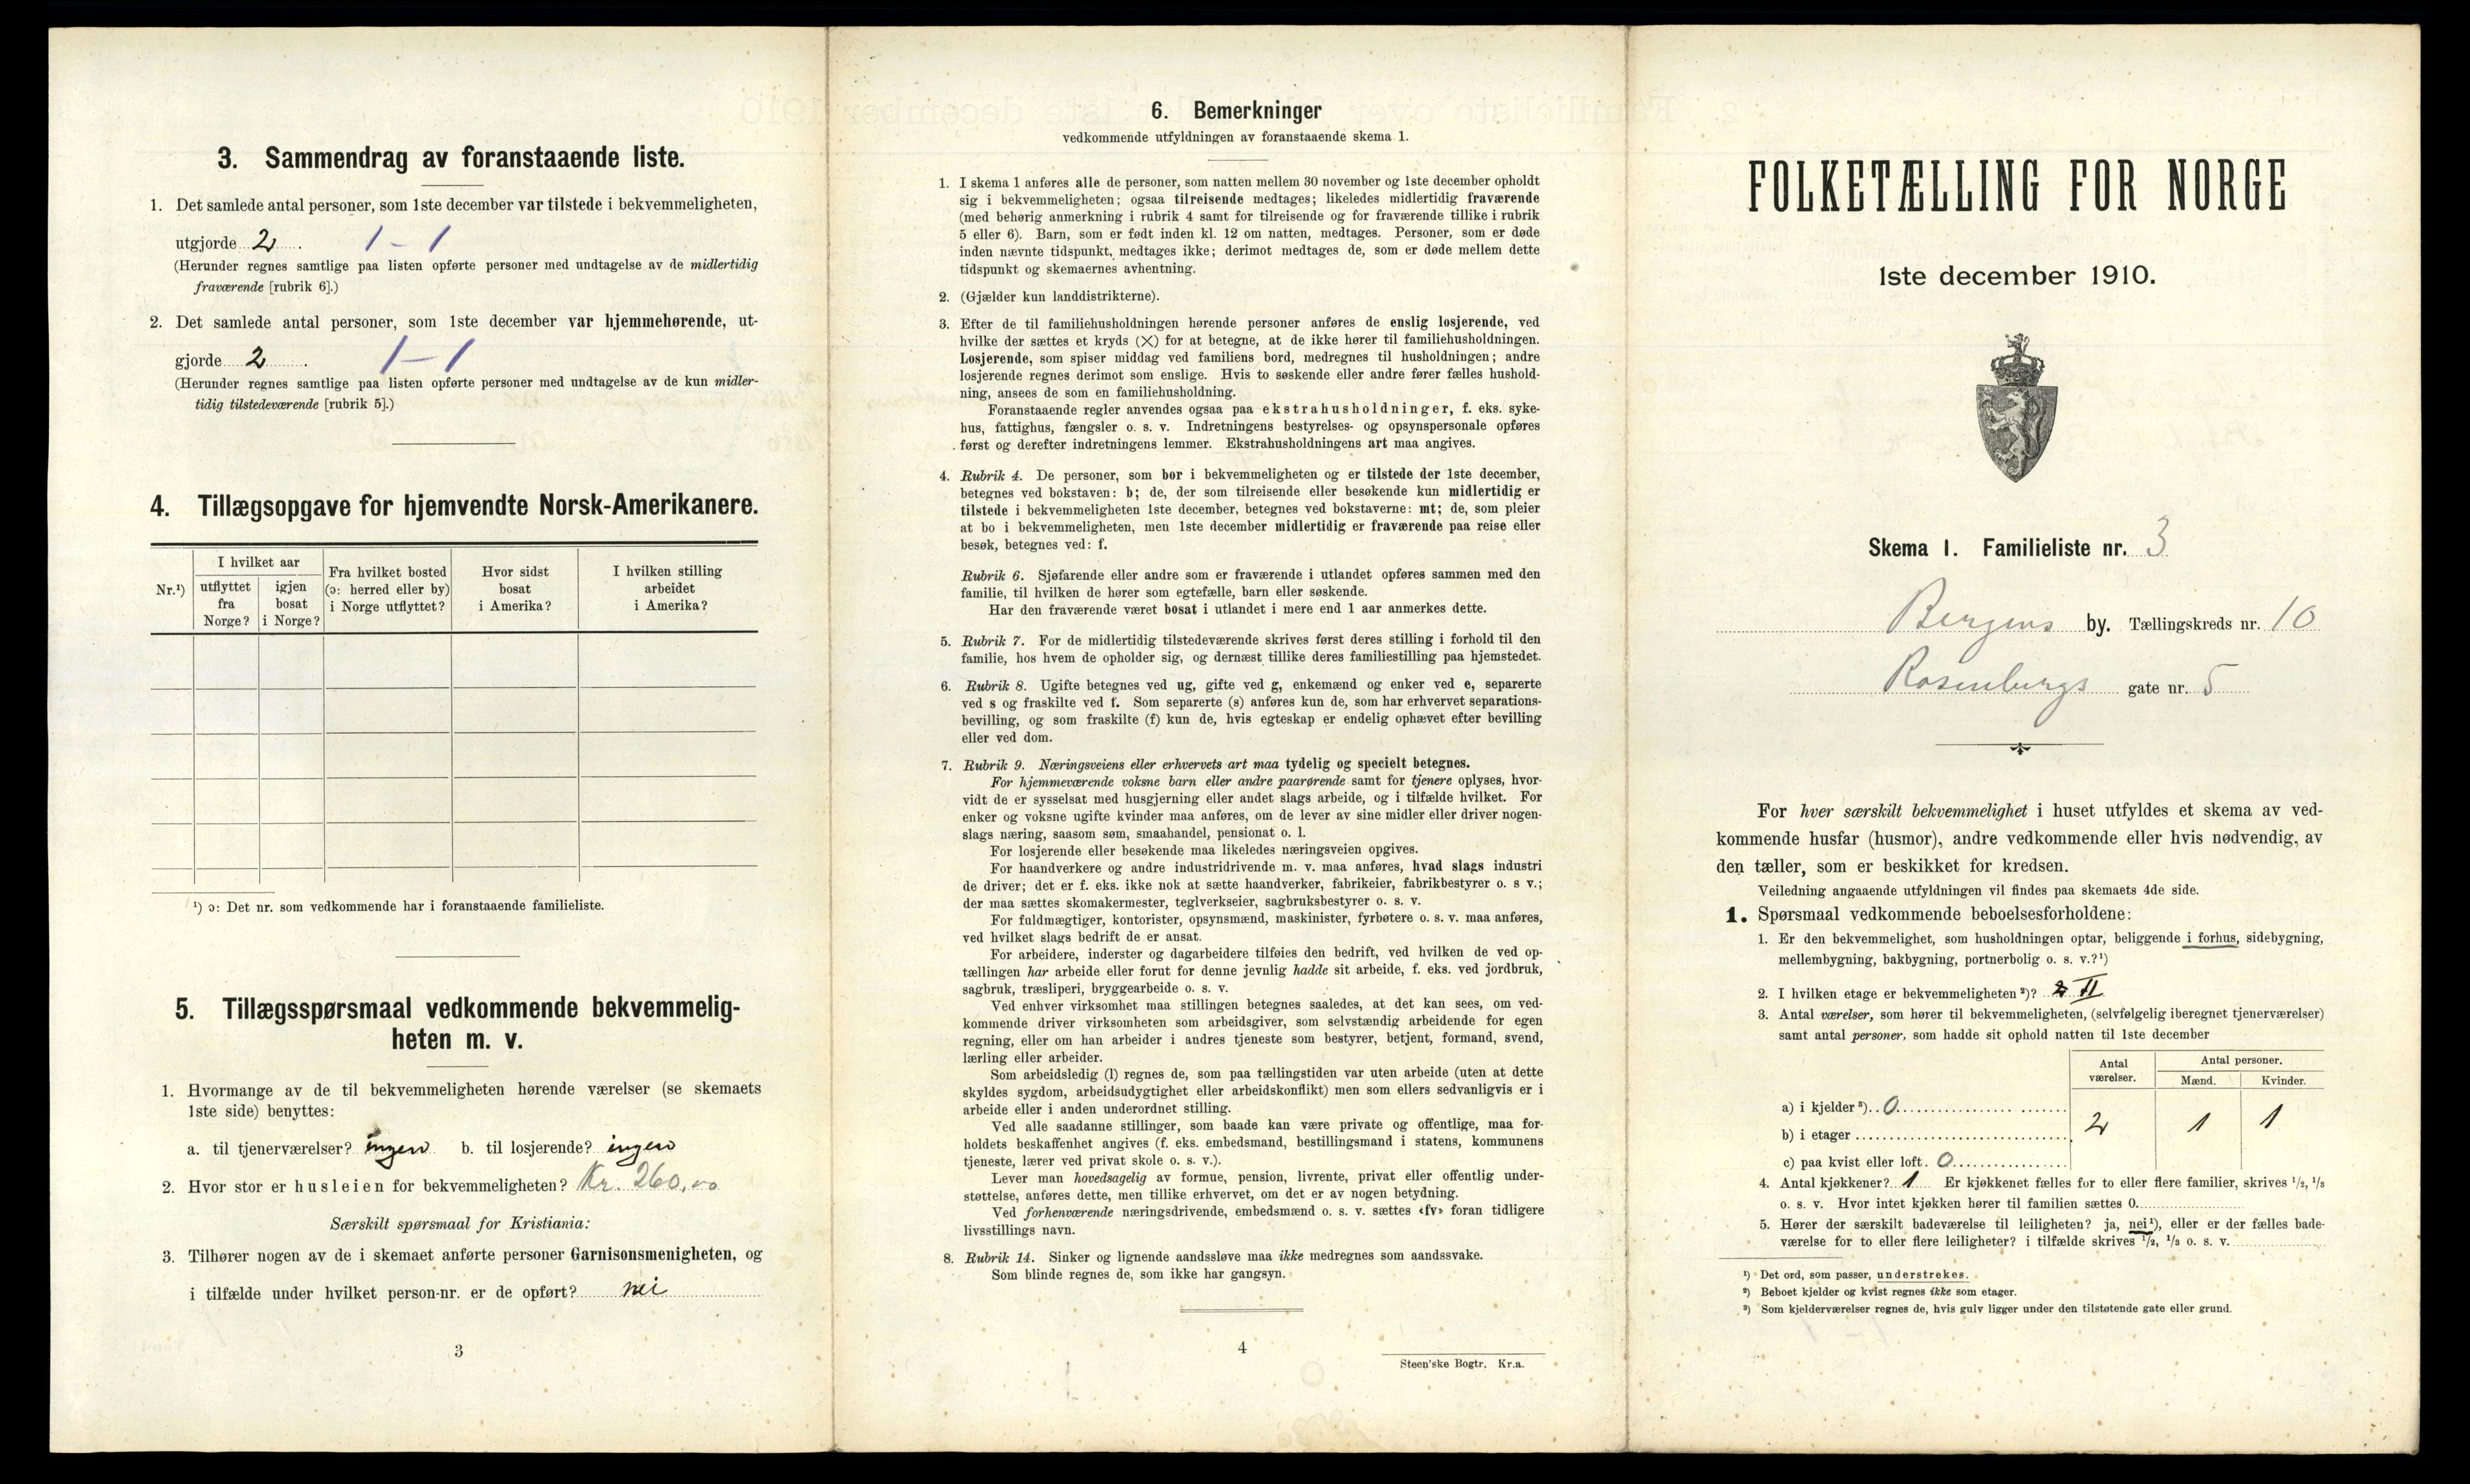 3. Sammendrag av foranstaaende liste.
1. Det samlede antal personer, som 1ste december var tilstede i bekvemmeligheten,
utgjorde 2. 1 – 1
(Herunder regnes samtlige paa listen opførte personer med undtagelse av de midlertidig
fraværende [rubrik 6].)
2. Det samlede antal personer, som 1ste december var hjemmehørende, ut-
gjorde 2. 1 – 1
(Herunder regnes samtlige paa listen opførte personer med undtagelse av de kun midler-
tidig tilstedeværende [rubrik 5].)
4. Tillægsopgave for hjemvendte Norsk-Amerikanere.
Nr.¹)
I hvilket aar
utflyttet
fra
Norge?
igjen
bosat
i Norge?
Fra hvilket bosted
(ɔ: herred eller by)
i Norge utflyttet?
Hvor sidst
bosat
i Amerika?
I hvilken stilling
arbeidet
i Amerika?
¹) ɔ: Det nr. som vedkommende har i foranstaaende familieliste.
5. Tillægsspørsmaal vedkommende bekvemmelig-
heten m. v.
1. Hvormange av de til bekvemmeligheten hørende værelser (se skemaets
1ste side) benyttes:
a. til tjenerværelser? ingen b. til losjerende? ingen
2. Hvor stor er husleien for bekvemmeligheten? Kr. 260,00
Særskilt spørsmaal for Kristiania:
3. Tilhører nogen av de i skemaet anførte personer Garnisonsmenigheten, og
i tilfælde under hvilket person-nr. er de opført? nei
3
6. Bemerkninger
vedkommende utfyldningen av foranstaaende skema 1.
1. I skema 1 anføres alle de personer, som natten mellem 30 november og 1ste december opholdt
sig i bekvemmeligheten; ogsaa tilreisende medtages; likeledes midlertidig fraværende
(med behørig anmerkning i rubrik 4 samt for tilreisende og for fraværende tillike i rubrik
5 eller 6). Barn, som er født inden kl. 12 om natten, medtages. Personer, som er døde
inden nævnte tidspunkt, medtages ikke; derimot medtages de, som er døde mellem dette
tidspunkt og skemaernes avhentning.
2. (Gjælder kun landdistrikterne).
3. Efter de til familiehusholdningen hørende personer anføres de enslig losjerende, ved
hvilke der sættes et kryds (×) for at betegne, at de ikke hører til familiehusholdningen.
Losjerende, som spiser middag ved familiens bord, medregnes til husholdningen; andre
losjerende regnes derimot som enslige. Hvis to søskende eller andre fører fælles hushold-
ning, ansees de som en familiehusholdning.
Foranstaaende regler anvendes ogsaa paa ekstrahusholdninger, f. eks. syke-
hus, fattighus, fængsler o. s. v. Indretningens bestyrelses- og opsynspersonale opføres
først og derefter indretningens lemmer. Ekstrahusholdningens art maa angives.
4. Rubrik 4. De personer, som bor i bekvemmeligheten og er tilstede der 1ste december,
betegnes ved bokstaven: b; de, der som tilreisende eller besøkende kun midlertidig er
tilstede i bekvemmeligheten 1ste december, betegnes ved bokstaverne: mt; de, som pleier
at bo i bekvemmeligheten, men 1ste december midlertidig er fraværende paa reise eller
besøk, betegnes ved: f.
Rubrik 6. Sjøfarende eller andre som er fraværende i utlandet opføres sammen med den
familie, til hvilken de hører som egtefælle, barn eller søskende.
Har den fraværende været bosat i utlandet i mere end 1 aar anmerkes dette.
5. Rubrik 7. For de midlertidig tilstedeværende skrives først deres stilling i forhold til den
familie, hos hvem de opholder sig, og dernæst tillike deres familiestilling paa hjemstedet.
6. Rubrik 8. Ugifte betegnes ved ug, gifte ved g, enkemænd og enker ved e, separerte
ved s og fraskilte ved f. Som separerte (s) anføres kun de, som har erhvervet separations-
bevilling, og som fraskilte (f) kun de, hvis egteskap er endelig ophævet efter bevilling
eller ved dom.
7. Rubrik 9. Næringsveiens eller erhvervets art maa tydelig og specielt betegnes.
For hjemmeværende voksne barn eller andre paarørende samt for tjenere oplyses, hvor-
vidt de er sysselsat med husgjerning eller andet slags arbeide, og i tilfælde hvilket. For
enker og voksne ugifte kvinder maa anføres, om de lever av sine midler eller driver nogen-
slags næring, saasom søm, smaahandel, pensionat o. l.
For losjerende eller besøkende maa likeledes næringsveien opgives.
For haandverkere og andre industridrivende m. v. maa anføres, hvad slags industri
de driver; det er f. eks. ikke nok at sætte haandverker, fabrikeier, fabrikbestyrer o. s v.;
der maa sættes skomakermester, teglverkseier, sagbruksbestyrer o. s. v.
For fuldmægtiger, kontorister, opsynsmænd, maskinister, fyrbøtere o. s. v. maa anføres,
ved hvilket slags bedrift de er ansat.
For arbeidere, inderster og dagarbeidere tilføies den bedrift, ved hvilken de ved op-
tællingen har arbeide eller forut for denne jevnlig hadde sit arbeide, f. eks. ved jordbruk,
sagbruk, træsliperi, bryggearbeide o. s. v.
Ved enhver virksomhet maa stillingen betegnes saaledes, at det kan sees, om ved-
kommende driver virksomheten som arbeidsgiver, som selvstændig arbeidende for egen
regning, eller om han arbeider i andres tjeneste som bestyrer, betjent, formand, svend,
lærling eller arbeider.
Som arbeidsledig (l) regnes de, som paa tællingstiden var uten arbeide (uten at dette
skyldes sygdom, arbeidsudygtighet eller arbeidskonflikt) men som ellers sedvanligvis er i
arbeide eller i anden underordnet stilling.
Ved alle saadanne stillinger, som baade kan være private og offentlige, maa for-
holdets beskaffenhet angives (f. eks. embedsmand, bestillingsmand i statens, kommunens
tjeneste, lærer ved privat skole o. s. v.).
Lever man hovedsagelig av formue, pension, livrente, privat eller offentlig under-
støttelse, anføres dette, men tillike erhvervet, om det er av nogen betydning.
Ved forhenværende næringsdrivende, embedsmænd o. s. v. sættes «fv» foran tidligere
livsstillings navn.
8. Rubrik 14. Sinker og lignende aandssløve maa ikke medregnes som aandssvake.
Som blinde regnes de, som ikke har gangsyn.
4
Steen'ske Bogtr. Kr.a.
FOLKETÆLLING FOR NORGE
1ste december 1910.
Skema 1. Familieliste nr. 3
Bergens by. Tællingskreds nr. 10
Rosenbergs gate nr. 5
For hver særskilt bekvemmelighet i huset utfyldes et skema av ved-
kommende husfar (husmor), andre vedkommende eller hvis nødvendig, av
den tæller, som er beskikket for kredsen.
Veiledning angaaende utfyldningen vil findes paa skemaets 4de side.
1. Spørsmaal vedkommende beboelsesforholdene:
1. Er den bekvemmelighet, som husholdningen optar, beliggende i forhus, sidebygning,
mellembygning, bakbygning, portnerbolig o. s. v.?¹)
2. I hvilken etage er bekvemmeligheten²)? 2 II
3. Antal værelser, som hører til bekvemmeligheten, (selvfølgelig iberegnet tjenerværelser)
samt antal personer, som hadde sit ophold natten til 1ste december
Antal
værelser.
Antal personer.
Mænd. Kvinder.
a) i kjelder³).. 0
b) i etager 2 1 1
c) paa kvist eller loft. 0
4. Antal kjøkkener? 1 Er kjøkkenet fælles for to eller flere familier, skrives ¹/₂, ¹/₃
o. s. v. Hvor intet kjøkken hører til familien sættes 0.
5. Hører der særskilt badeværelse til leiligheten? ja, nei¹), eller er der fælles bade-
værelse for to eller flere leiligheter? i tilfælde skrives ¹/₂, ¹/₃ o. s. v.
¹) Det ord, som passer, understrekes.
²) Beboet kjelder og kvist regnes ikke som etager.
³) Som kjelderværelser regnes de, hvis gulv ligger under den tilstøtende gate eller grund.